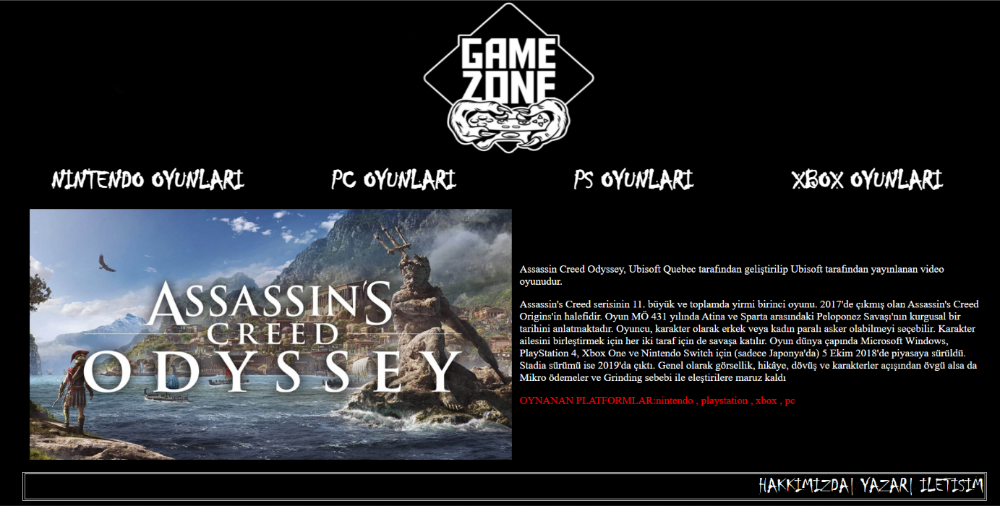 GAME
ZONE
NINTENDO OYUNLARI
PC OYUNLARI
PS OYUNLARI
XBOX OYUNLARI
ASSASSIN'S
CREED
ODYSSEY
Assassin Creed Odyssey, Ubisoft Quebec tarafından geliştirilip Ubisoft tarafından yayınlanan video
oyunudur.
Assassin's Creed serisinin 11. büyük ve toplamda yirmi birinci oyunu. 2017'de çıkmış olan Assassin's Creed
Origins'in halefidir. Oyun MÖ 431 yılında Atina ve Sparta arasındaki Peloponez Savaşı'nın kurgusal bir
tarihini anlatmaktadır. Oyuncu, karakter olarak erkek veya kadın paralı asker olabilmeyi seçebilir. Karakter
ailesini birleştirmek için her iki taraf için de savaşa katılır. Oyun dünya çapında Microsoft Windows,
PlayStation 4, Xbox One ve Nintendo Switch için (sadece Japonya'da) 5 Ekim 2018'de piyasaya sürüldü.
Stadia sürümü ise 2019'da çıktı. Genel olarak görsellik, hikâye, dövüş ve karakterler açışından övgü alsa da
Mikro ödemeler ve Grinding sebebi ile eleştirilere maruz kaldı
OYNANAN PLATFORMLAR:nintendo , playstation , xbox , pc
HAKKIMIZDA| YAZAR| ILETISIM